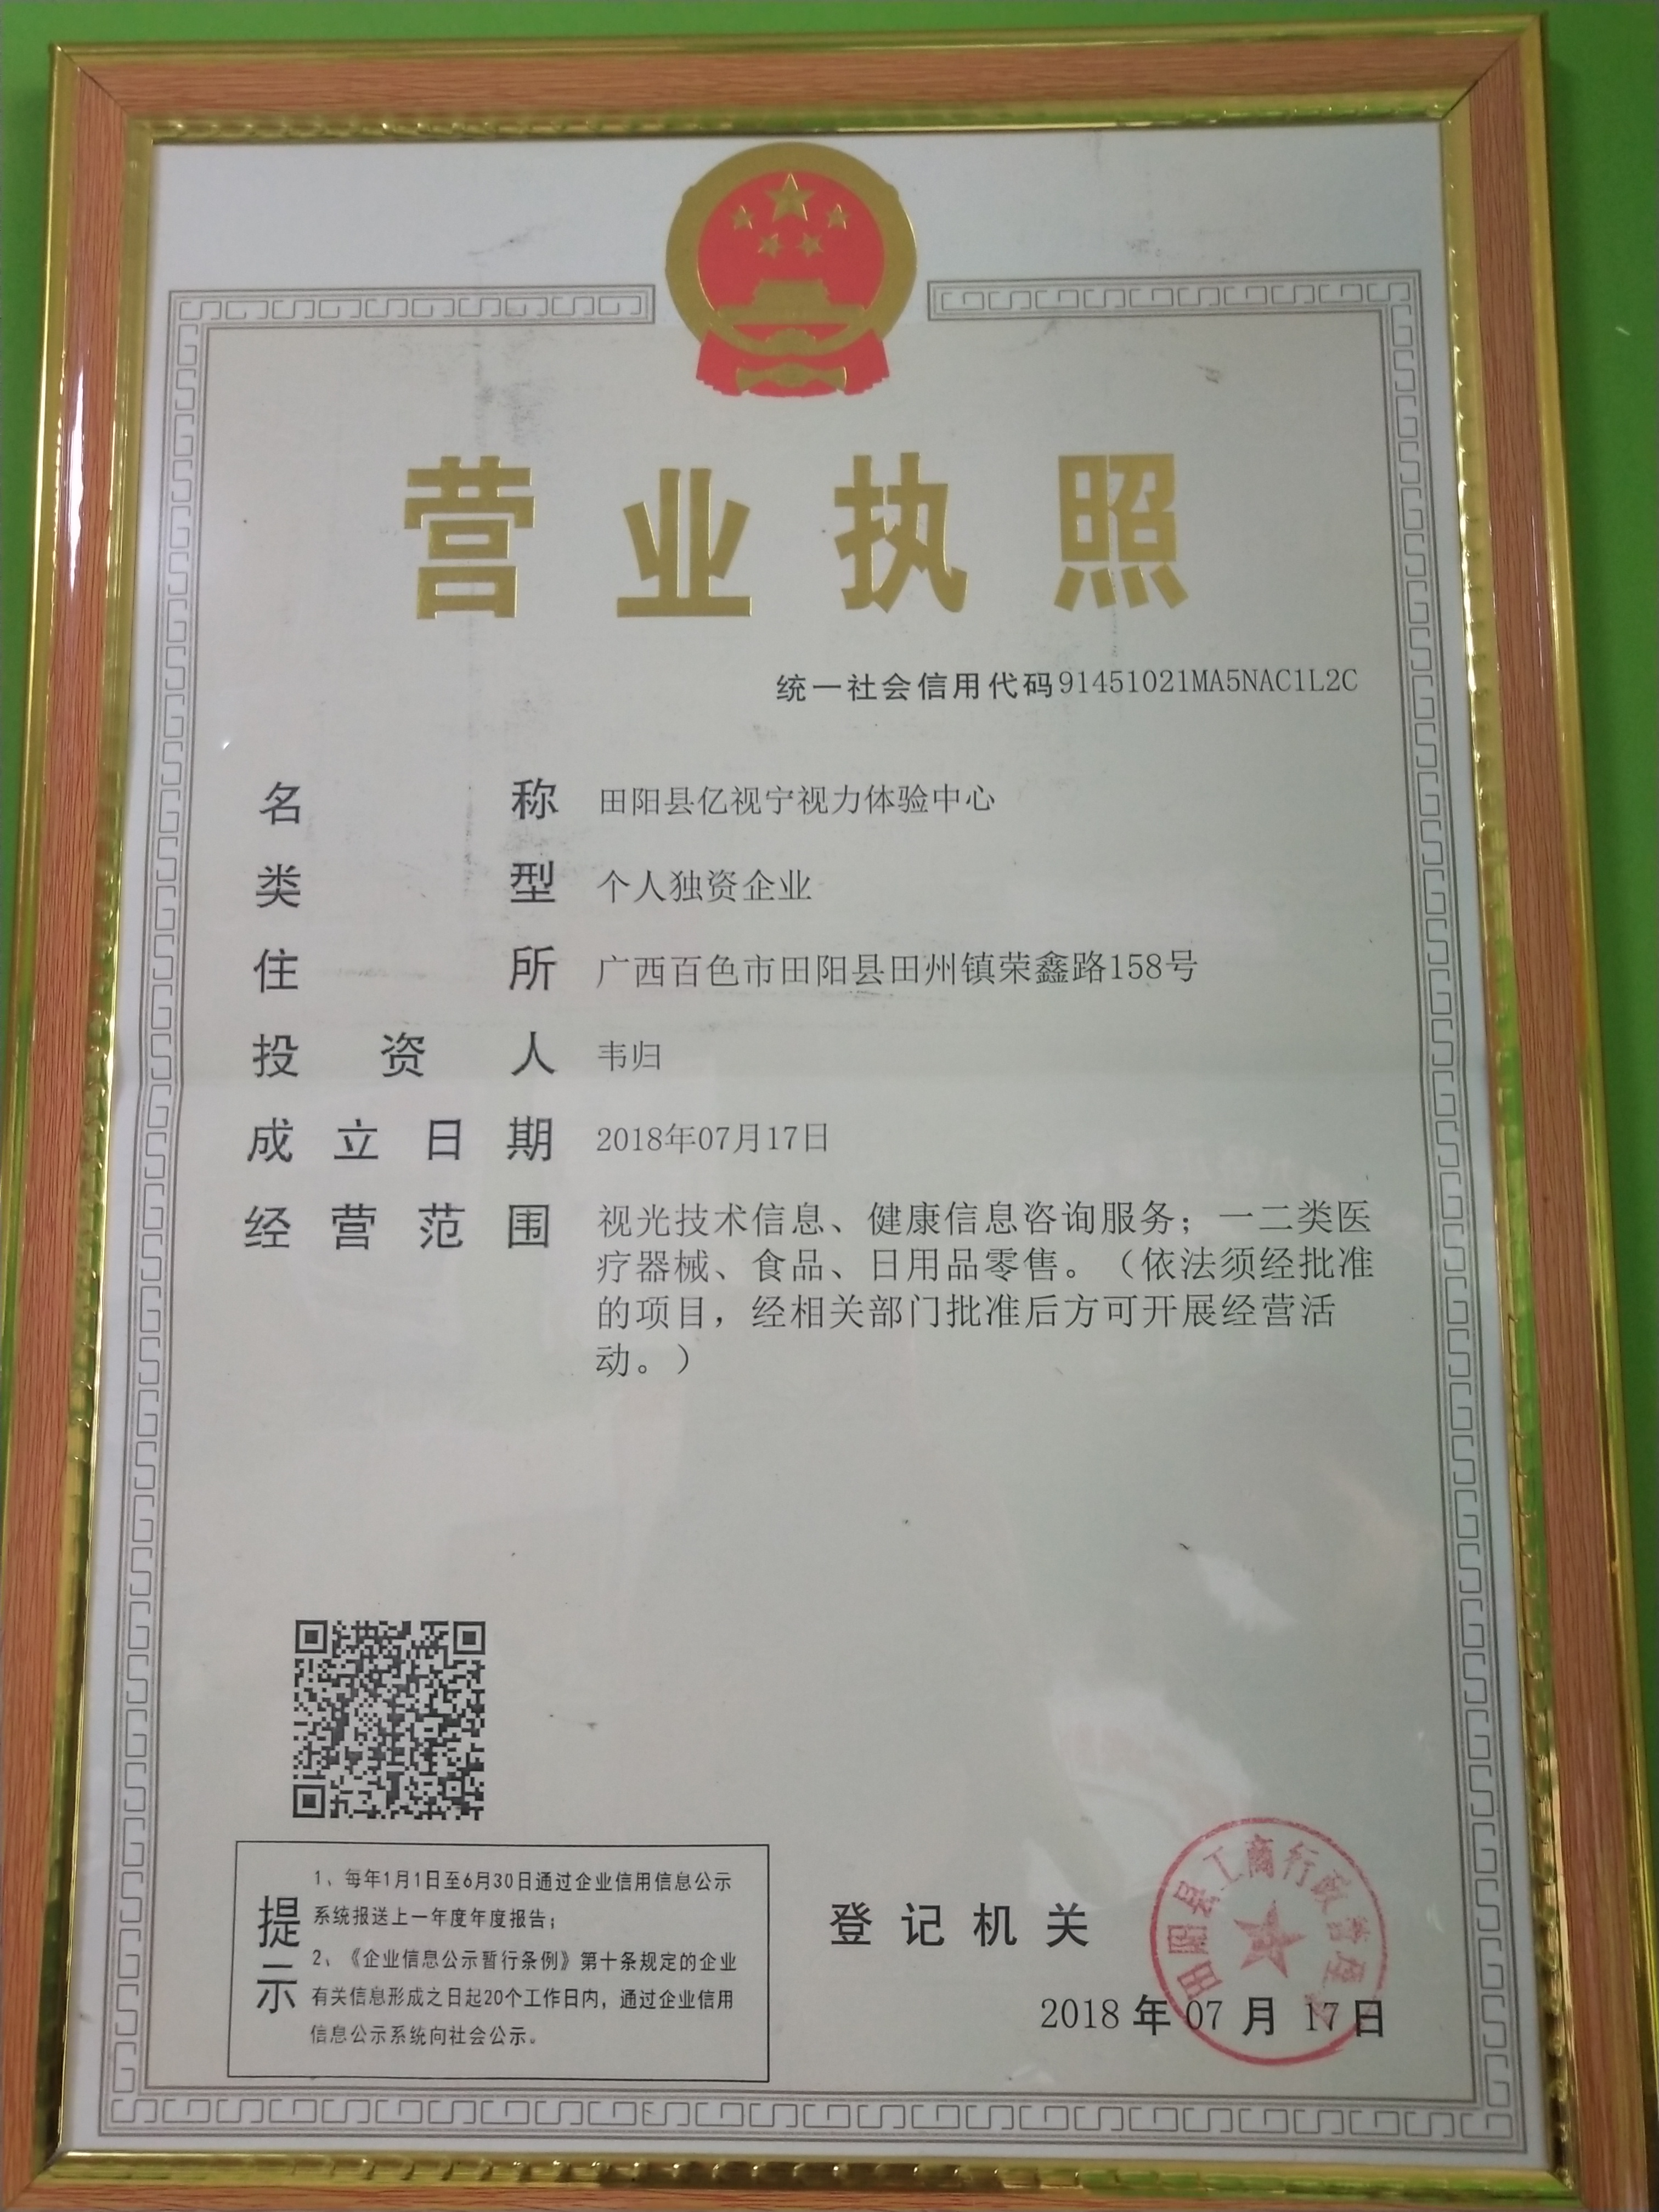 营业执照
统一社会信用代码91451021MA5NAC1L2C
名称 田阳县亿视宁视力体验中心
类型 个人独资企业
住所 广西百色市田阳县田州镇荣鑫路158号
投资人 韦归
成立日期 2018年07月17日
经营范围 视光技术信息、健康信息咨询服务；一二类医
疗器械、食品、日用品零售。（依法须经批准
的项目，经相关部门批准后方可开展经营活
动。）
提示
1、每年1月1日至6月30日通过企业信用信息公示
系统报送上一年度年度报告；
2、《企业信息公示暂行条例》第十条规定的企业
有关信息形成之日起20个工作日内，通过企业信用
信息公示系统向社会公示。
登记机关
田阳县工商行政管理
2018年07月17日